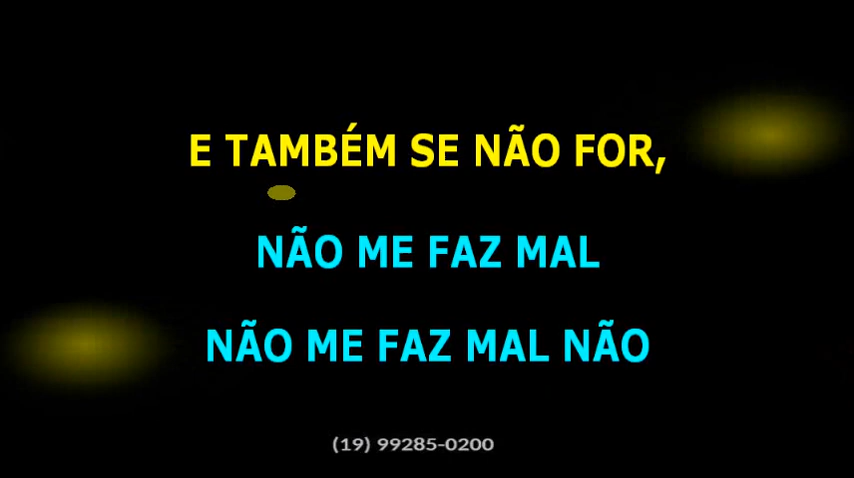 E TAMBÉM SE NÃO FOR,
NÃO ME FAZ MAL
NÃO ME FAZ MAL NÃO
(19) 99285-0200